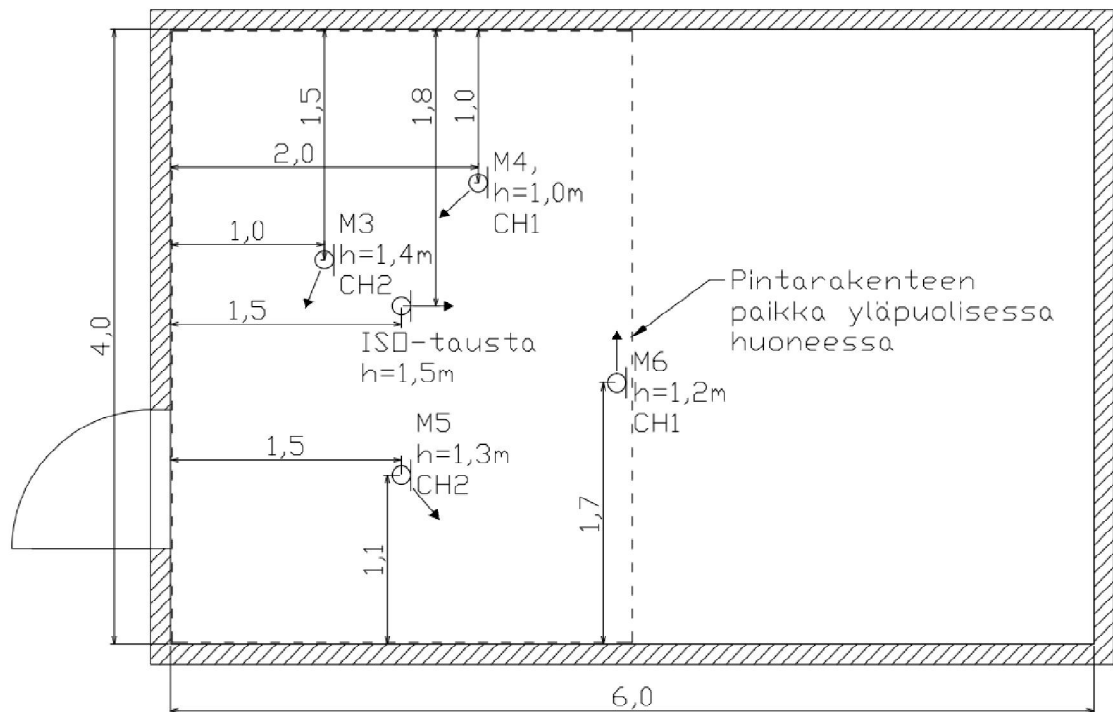 1,5
1,8
1,0
2,0
M4,
h=1,0m
CH1
1,0
M3
h=1,4m
CH2
1,5
ISO-tausta
h=1,5m
4,0
Pintarakenteen
paikka yläpuolisessa
huoneessa
M6
h=1,2m
CH1
1,5
M5
h=1,3m
CH2
1,1
1,7
6,0